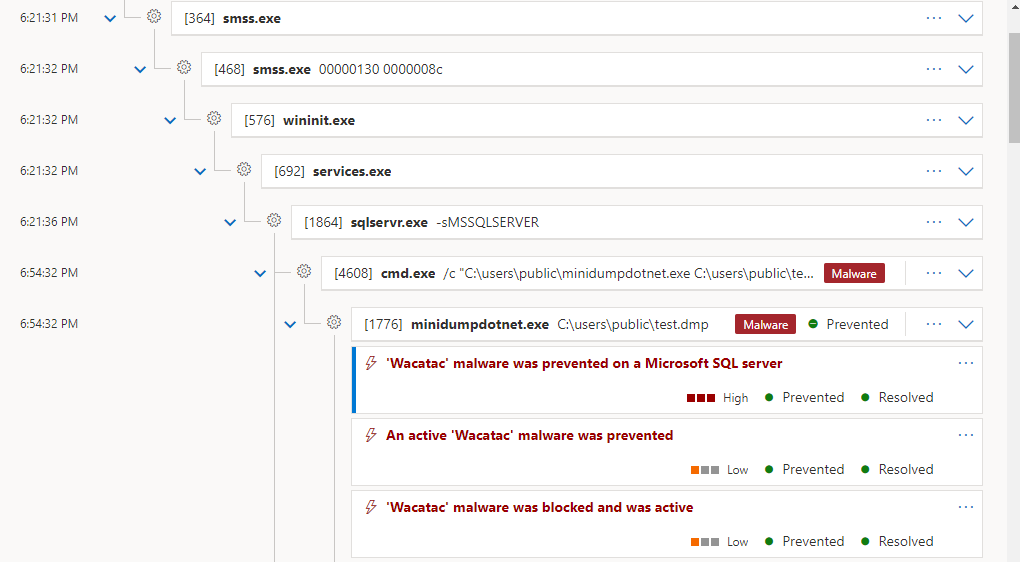 6:21:31 PM [364] smss.exe
6:21:32 PM [468] smss.exe 00000130 0000008c
6:21:32 PM [576] wininit.exe
6:21:32 PM [692] services.exe
6:21:36 PM [1864] sqlservr.exe -sMSSQLSERVER
6:54:32 PM [4608] cmd.exe /c "C:\users\public\minidumpdotnet.exe C:\users\public\te... Malware
6:54:32 PM [1776] minidumpdotnet.exe C:\users\public\test.dmp Malware Prevented
'Wacatac' malware was prevented on a Microsoft SQL server
High Prevented Resolved
An active 'Wacatac' malware was prevented
Low Prevented Resolved
'Wacatac' malware was blocked and was active
Low Prevented Resolved